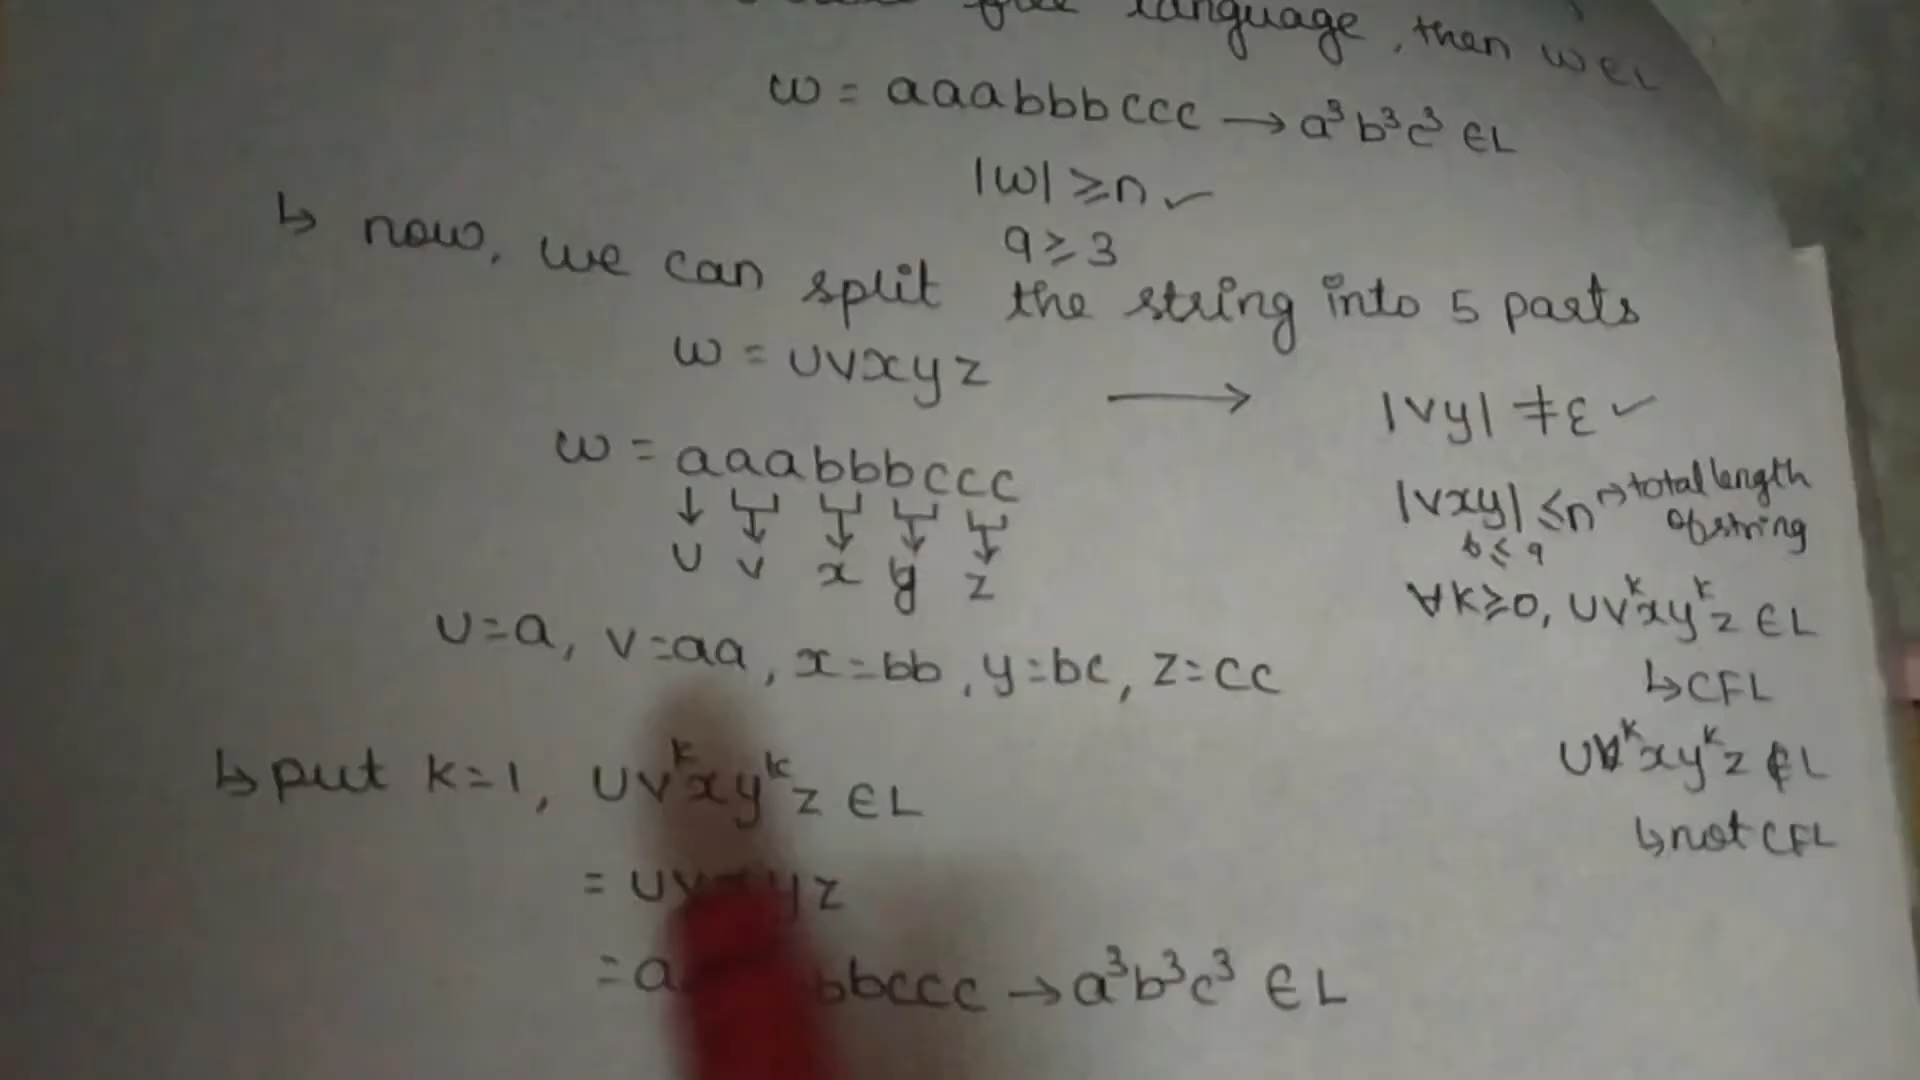 free language, then w∈L
w = aaabbbccc → a³b³c³ ∈L
|w| ≥n ✓
9 ≥ 3
↳ now, we can split the string into 5 parts
w = uvxyz →
|vy| ≠ ε ✓
w = aaabbbccc
u v x y z
|vxy| ≤n → total length of string
6 ≤ 9
∀k≥0, uvᵏxyᵏz ∈L
↳CFL
uvᵏxyᵏz ∉L
↳not CFL
u=a, v=aa, x=bb, y=bc, z=cc
↳put k=1, uvᵏxyᵏz ∈L
= uvxyz
= a bbccc → a³b³c³ ∈ L